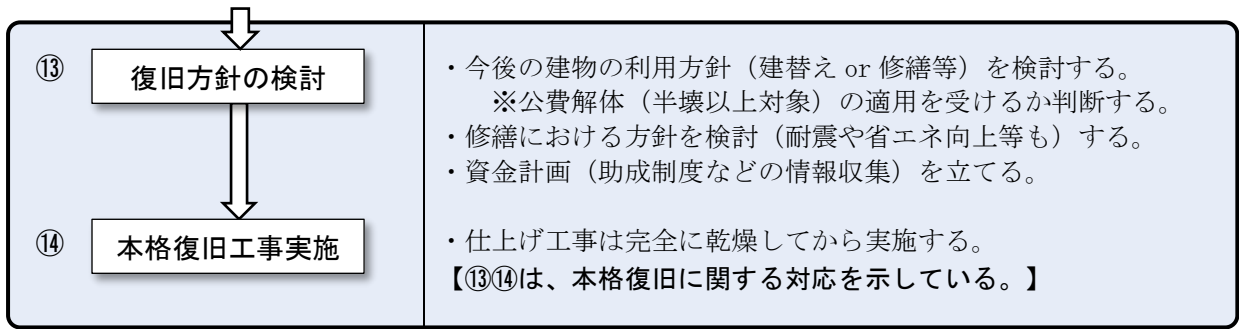 ⑬
復旧方針の検討
・今後の建物の利用方針（建替え or 修繕等）を検討する。
※公費解体（半壊以上対象）の適用を受けるか判断する。
・修繕における方針を検討（耐震や省エネ向上等も）する。
・資金計画（助成制度などの情報収集）を立てる。
⑭
本格復旧工事実施
・仕上げ工事は完全に乾燥してから実施する。
【⑬⑭は、本格復旧に関する対応を示している。】